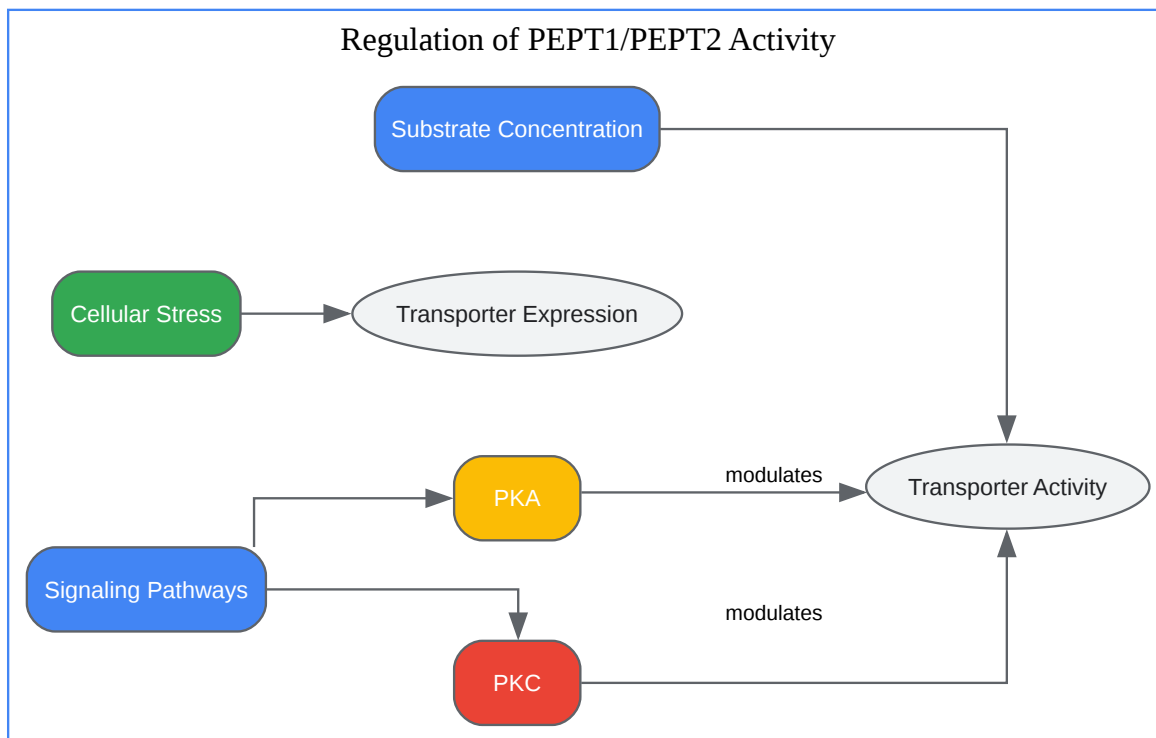 Regulation of PEPT1/PEPT2 Activity
Substrate Concentration
Cellular Stress
Transporter Expression
PKA
modulates
Transporter Activity
Signaling Pathways
modulates
PKC